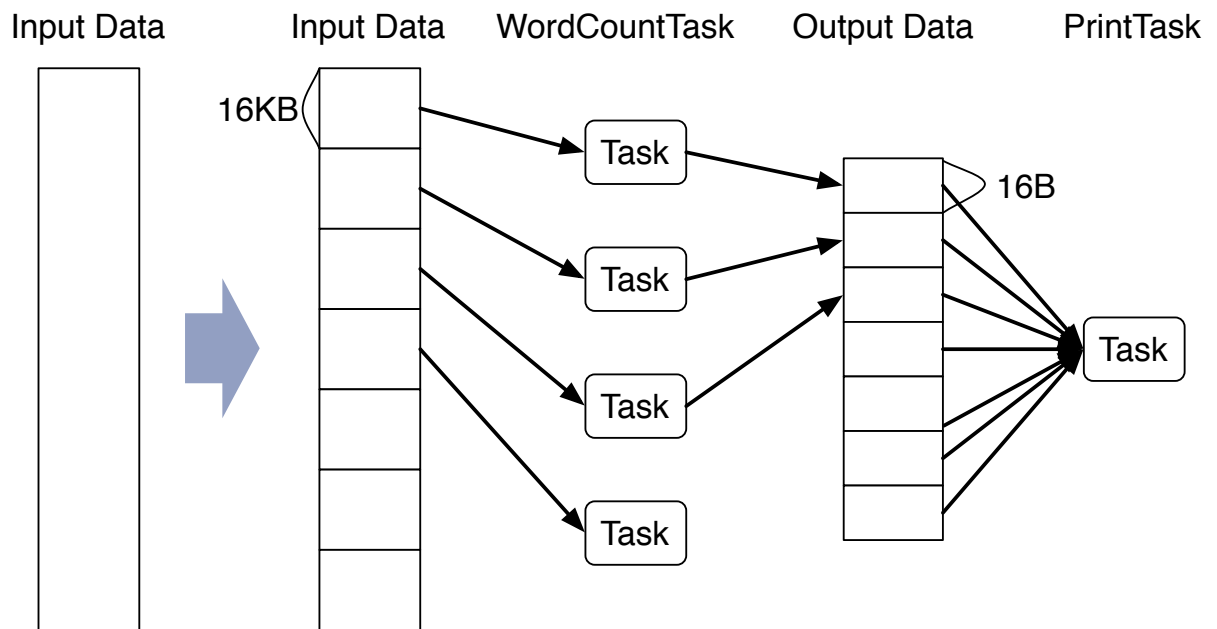 Input Data
Input Data
WordCountTask
Output Data
PrintTask
16KB
Task
Task
Task
Task
16B
Task